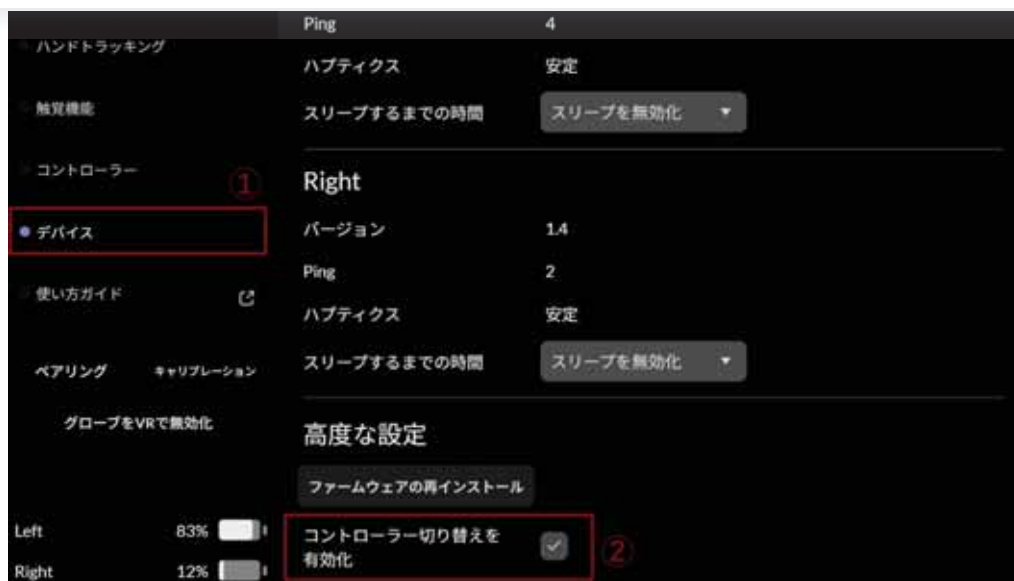 Ping 4
ハンドトラッキング
ハプティクス 安定
触覚機能
スリープするまでの時間 スリープを無効化
コントローラー
①
Right
デバイス
バージョン 1.4
Ping 2
使い方ガイド
ハプティクス 安定
スリープするまでの時間 スリープを無効化
ペアリング キャリブレーション
グローブをVRで無効化
高度な設定
ファームウェアの再インストール
Left 83%
コントローラー切り替えを
有効化
②
Right 12%